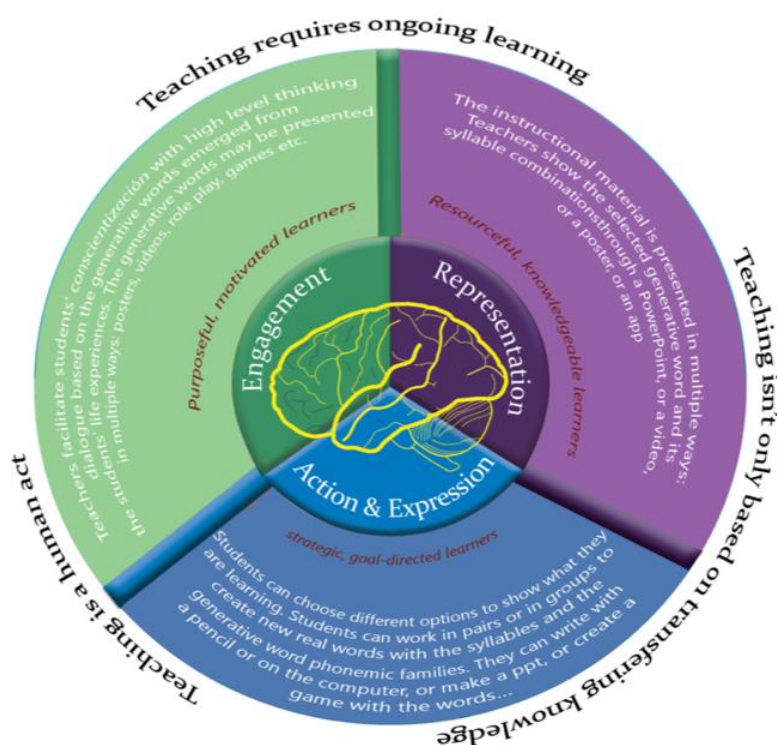 Teaching requires ongoing learning
Teachers facilitate students' conscientización with high level thinking
dialogue based on the generative words emerged from
the students' life experiences. The generative words may be presented
in multiple ways: posters, videos, role play, games etc.
Purposeful, motivated learners
Engagement
The instructional material is presented in multiple ways:
Teachers show the selected generative word and its
syllable combinationsthrough a PowerPoint, or a video,
or a poster, or an app
Resourceful, knowledgeable learners
Representation
Teaching isn't only based on transfering knowledge
Action & Expression
strategic, goal-directed learners
Students can choose different options to show what they
are learning. Students can work in pairs or in groups to
create new real words with the syllables and the
generative word phonemic families. They can write with
a pencil or on the computer, or make a ppt, or create a
game with the words...
Teaching is a human act